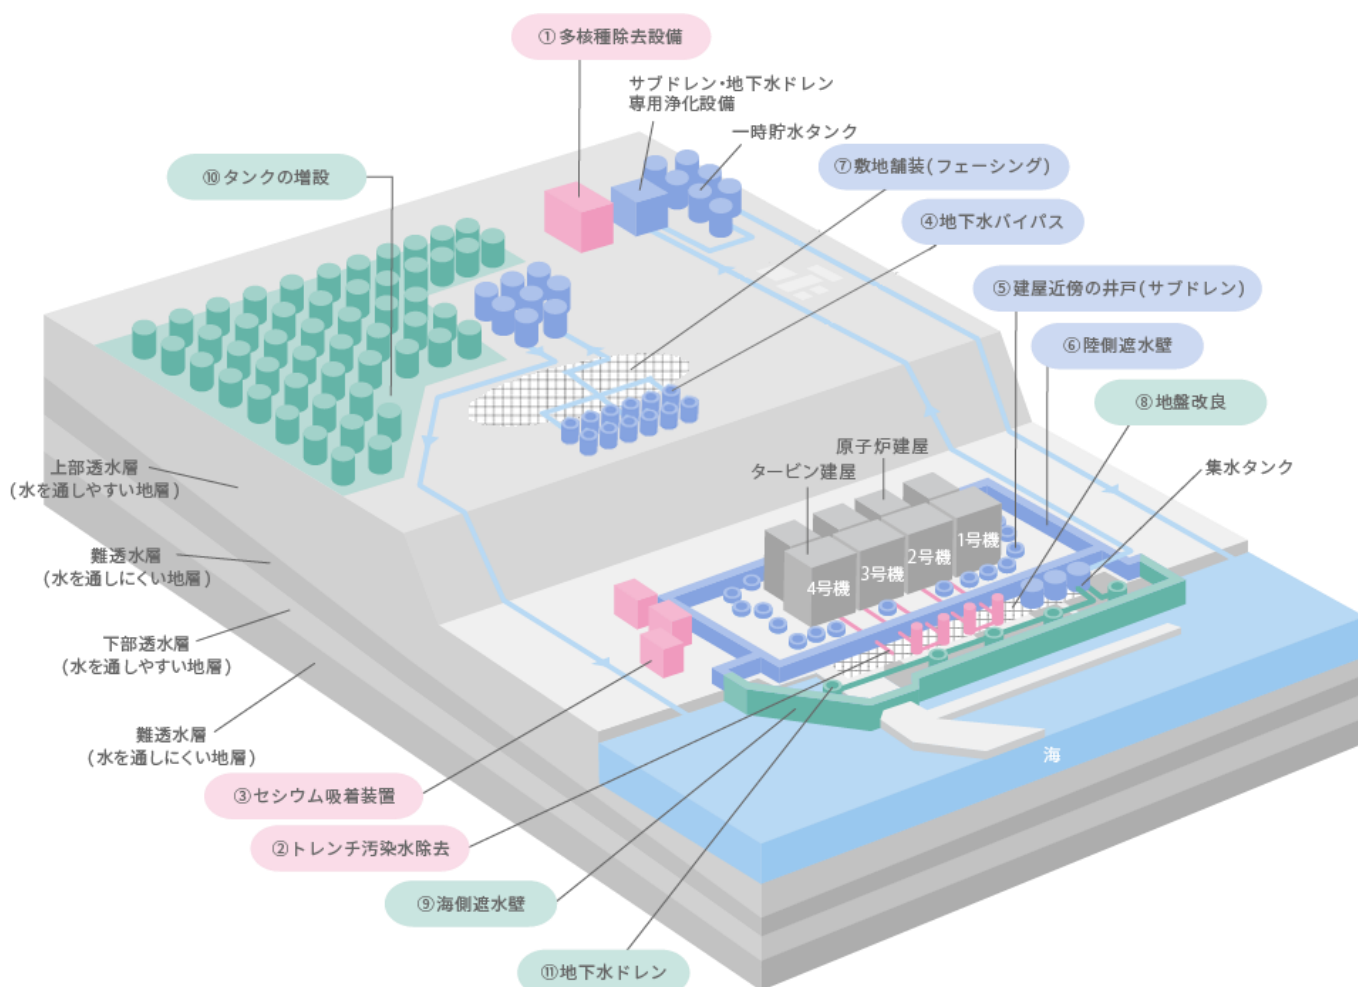 ①多核種除去設備
サブドレン・地下水ドレン
専用浄化設備
一時貯水タンク
⑦敷地舗装(フェーシング)
⑩タンクの増設
④地下水バイパス
⑤建屋近傍の井戸(サブドレン)
⑥陸側遮水壁
⑧地盤改良
原子炉建屋
タービン建屋
集水タンク
上部透水層
(水を通しやすい地層)
1号機
2号機
3号機
4号機
難透水層
(水を通しにくい地層)
下部透水層
(水を通しやすい地層)
難透水層
(水を通しにくい地層)
海
③セシウム吸着装置
②トレンチ汚染水除去
⑨海側遮水壁
⑪地下水ドレン